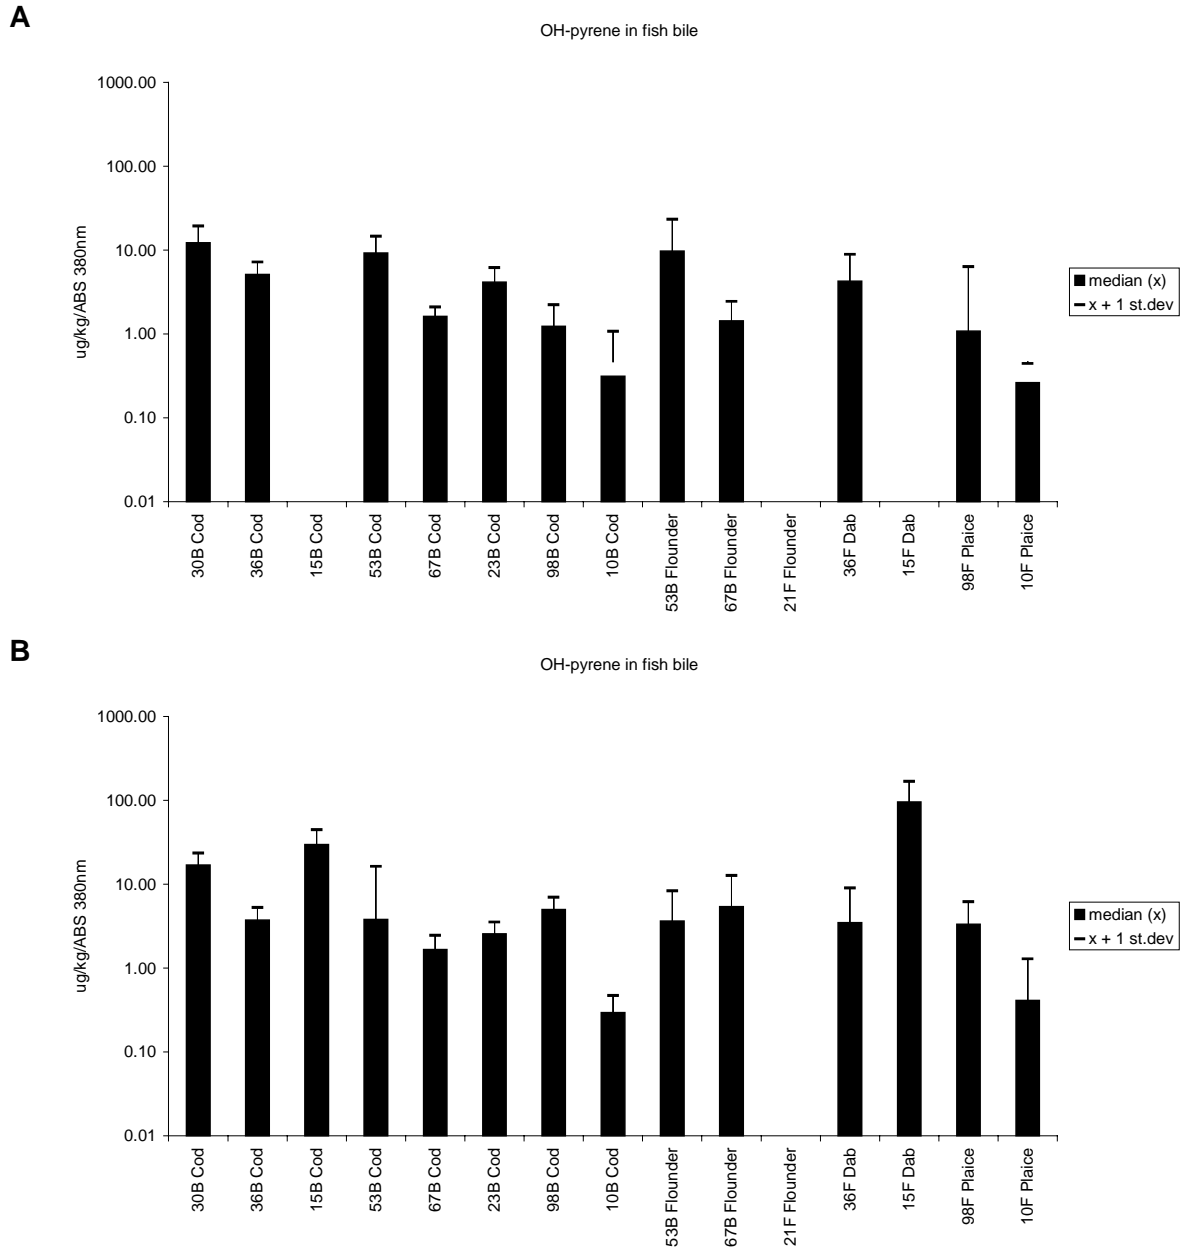 A
OH-pyrene in fish bile
1000.00
100.00
10.00
1.00
0.10
0.01
ug/kg/ABS 380nm
30B Cod
36B Cod
15B Cod
53B Cod
67B Cod
23B Cod
98B Cod
10B Cod
53B Flounder
67B Flounder
21F Flounder
36F Dab
15F Dab
98F Plaice
10F Plaice
median (x)
x + 1 st.dev
B
OH-pyrene in fish bile
1000.00
100.00
10.00
1.00
0.10
0.01
ug/kg/ABS 380nm
30B Cod
36B Cod
15B Cod
53B Cod
67B Cod
23B Cod
98B Cod
10B Cod
53B Flounder
67B Flounder
21F Flounder
36F Dab
15F Dab
98F Plaice
10F Plaice
median (x)
x + 1 st.dev